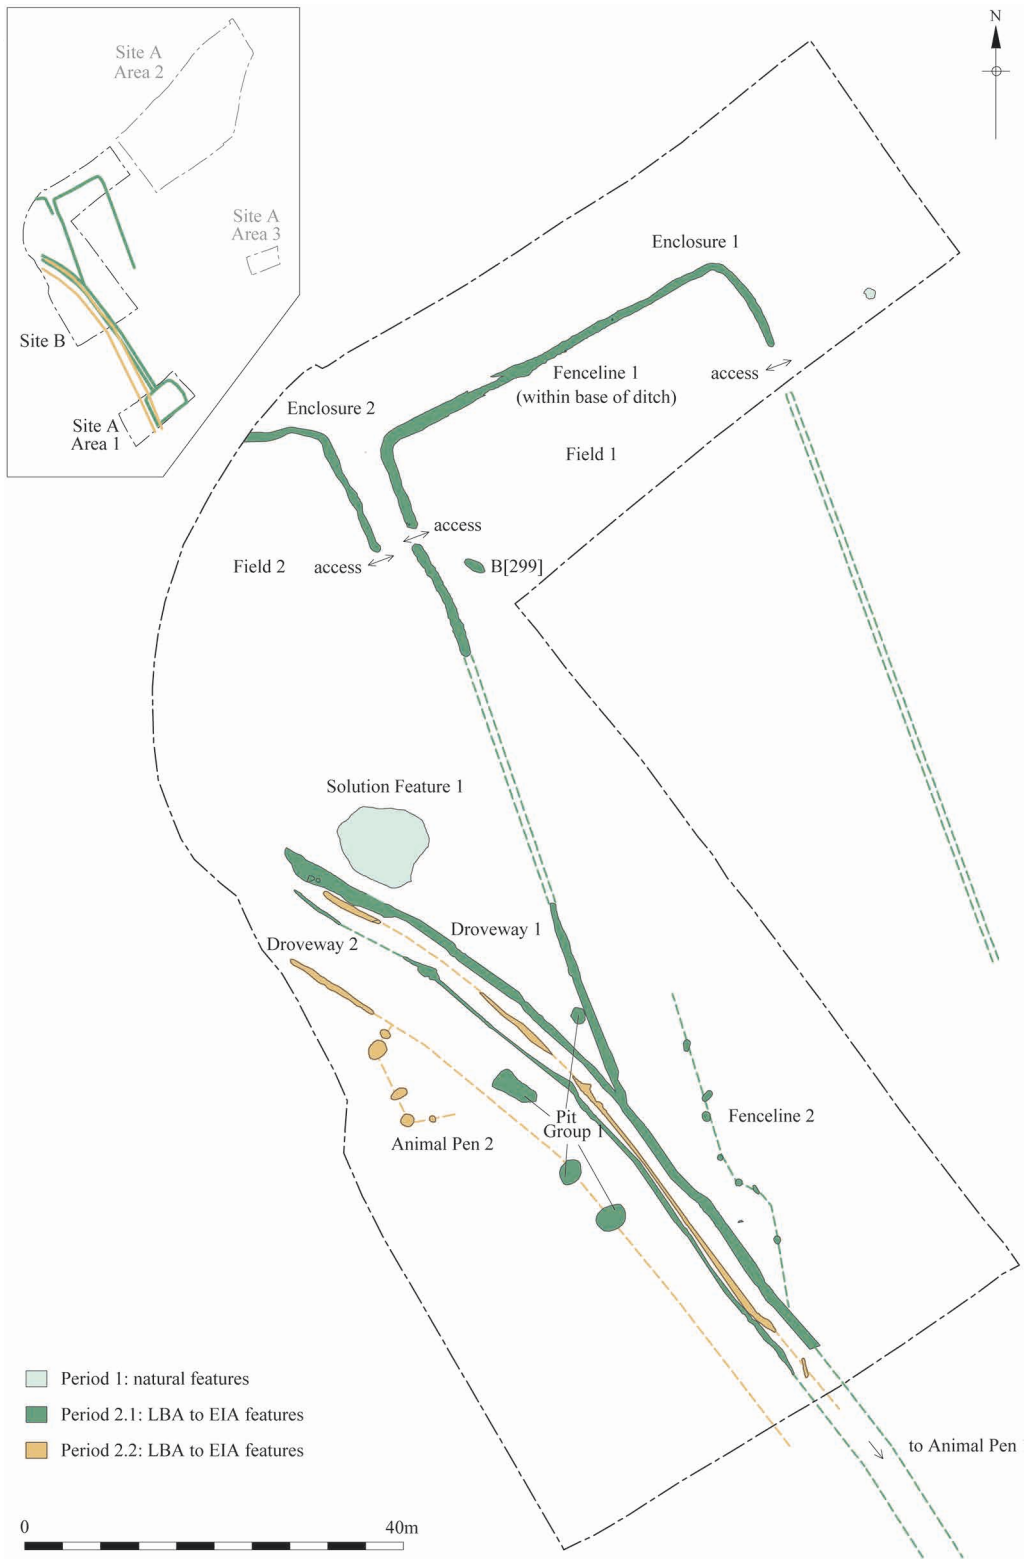 N
Site A
Area 2
Site A
Area 3
Site B
Site A
Area 1
Enclosure 1
Fenceline 1
(within base of ditch)
access
Enclosure 2
Field 1
access
Field 2
access
B[299]
Solution Feature 1
Droveway 1
Droveway 2
Pit
Group 1
Fenceline 2
Animal Pen 2
Period 1: natural features
Period 2.1: LBA to EIA features
Period 2.2: LBA to EIA features
to Animal Pen
0
40m